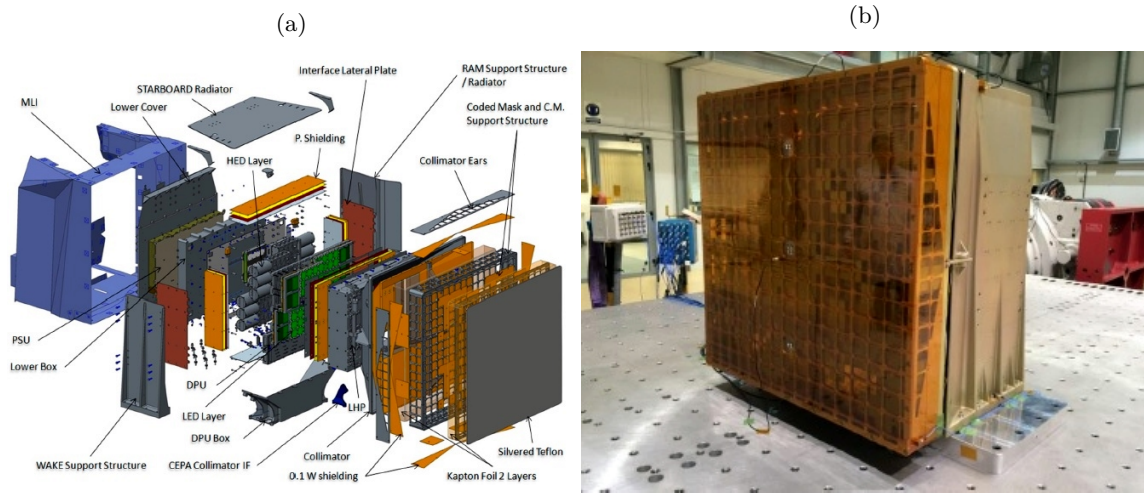 (a)
(b)
Interface Lateral Plate
RAM Support Structure
/ Radiator
STARBOARD Radiator
MLI
Lower Cover
Coded Mask and C.M.
Support Structure
P. Shielding
HED Layer
Collimator Ears
PSU
Lower Box
DPU
LED Layer
LHP
DPU Box
Silvered Teflon
WAKE Support Structure
CEPA Collimator IF
Collimator
0.1 W shielding
Kapton Foil 2 Layers